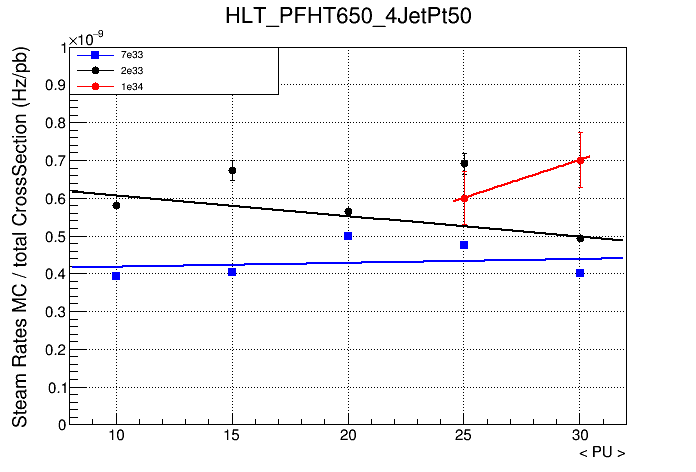 HLT_PFHT650_4JetPt50
×10⁻⁹
7e33
2e33
1e34
Steam Rates MC / total CrossSection (Hz/pb)
1
0.9
0.8
0.7
0.6
0.5
0.4
0.3
0.2
0.1
0
10 15 20 25 30
< PU >